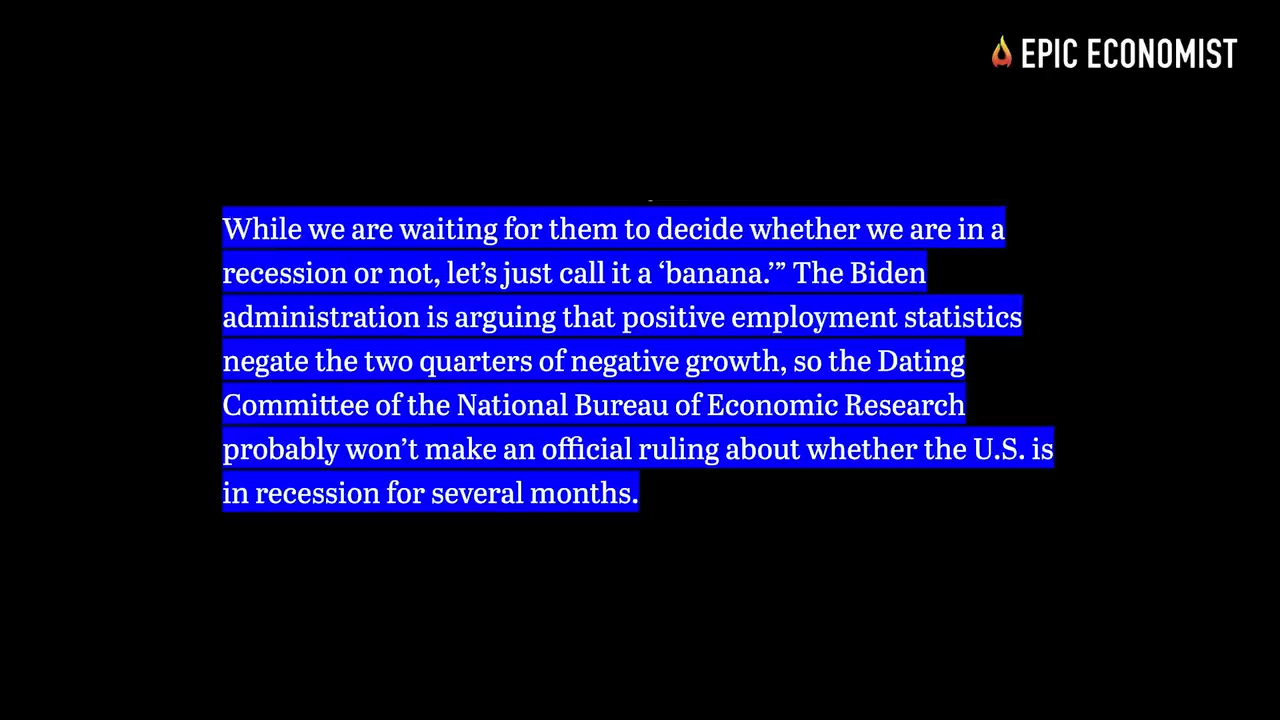 EPIC ECONOMIST
While we are waiting for them to decide whether we are in a
recession or not, let’s just call it a ‘banana.’” The Biden
administration is arguing that positive employment statistics
negate the two quarters of negative growth, so the Dating
Committee of the National Bureau of Economic Research
probably won’t make an official ruling about whether the U.S. is
in recession for several months.